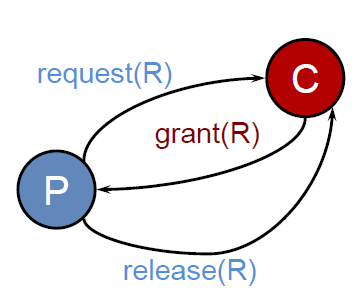 request(R)
C
grant(R)
P
release(R)